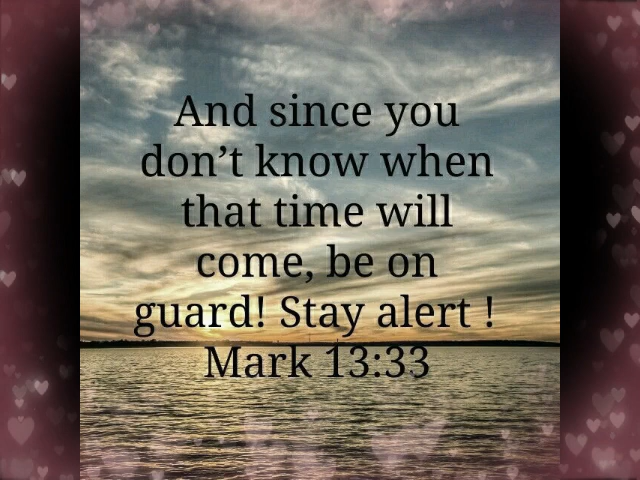 And since you
don’t know when
that time will
come, be on
guard! Stay alert !
Mark 13:33